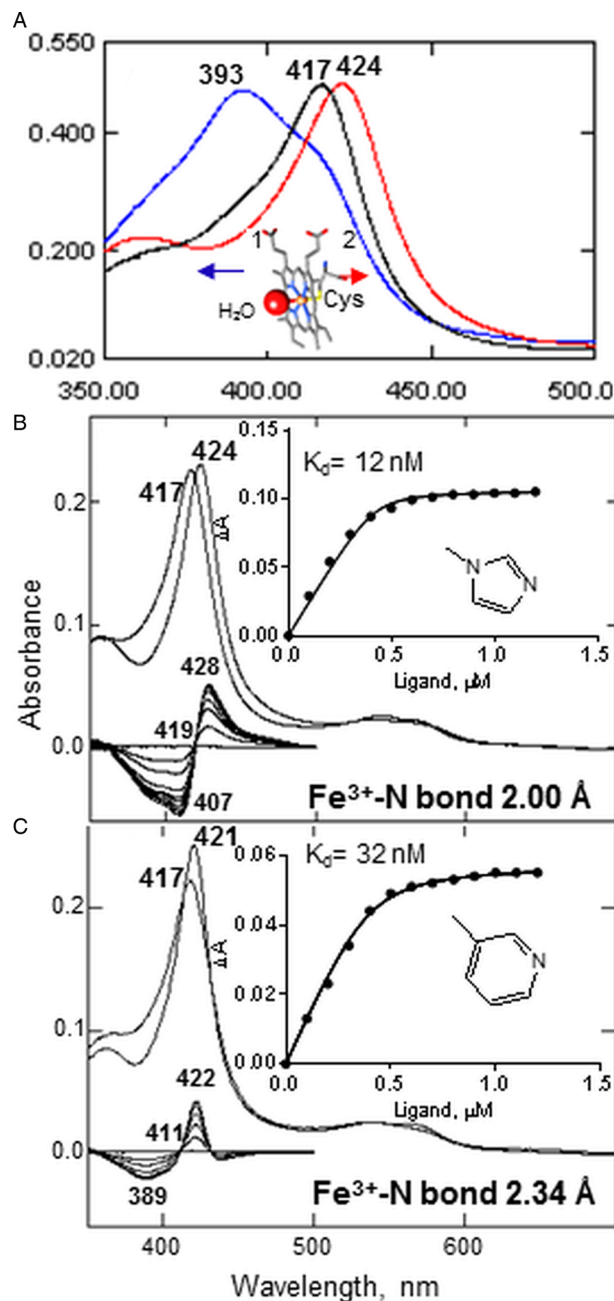 A
0.550
393
417
424
0.400
0.200
0.020
1
2
H₂O
Cys
350.00
400.00
450.00
500.0
B
424
417
0.2
0.1
0.0
428
419
407
0.15
0.10
0.05
0.00
ΔA
Kd= 12 nM
N
N
0.0
0.5
1.0
1.5
Ligand, µM
Fe³⁺-N bond 2.00 Å
Absorbance
C
421
417
0.2
0.1
0.0
422
411
389
0.06
0.04
0.02
0.00
ΔA
Kd= 32 nM
N
0.0
0.5
1.0
1.5
Ligand, µM
Fe³⁺-N bond 2.34 Å
400
500
600
Wavelength, nm